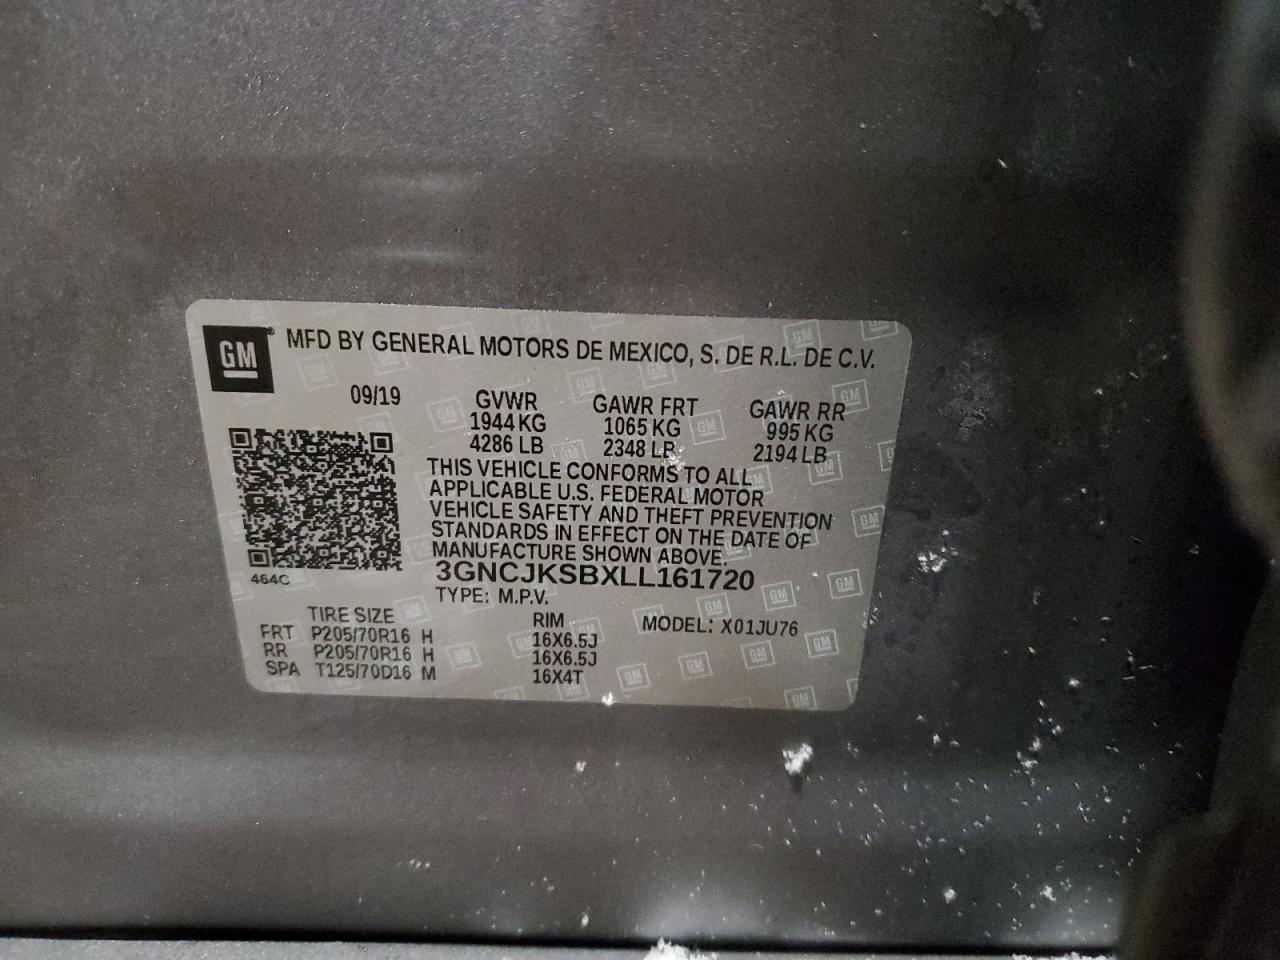 GM MFD BY GENERAL MOTORS DE MEXICO, S. DE R.L. DE C.V.
09/19 GVWR GAWR FRT GAWR RR
1944 KG 1065 KG 995 KG
4286 LB 2348 LB 2194 LB
THIS VEHICLE CONFORMS TO ALL
APPLICABLE U.S. FEDERAL MOTOR
VEHICLE SAFETY AND THEFT PREVENTION
STANDARDS IN EFFECT ON THE DATE OF
MANUFACTURE SHOWN ABOVE.
464C 3GNCJKSBXLL161720
TYPE: M.P.V.
TIRE SIZE RIM MODEL: X01JU76
FRT P205/70R16 H 16X6.5J
RR P205/70R16 H 16X6.5J
SPA T125/70D16 M 16X4T